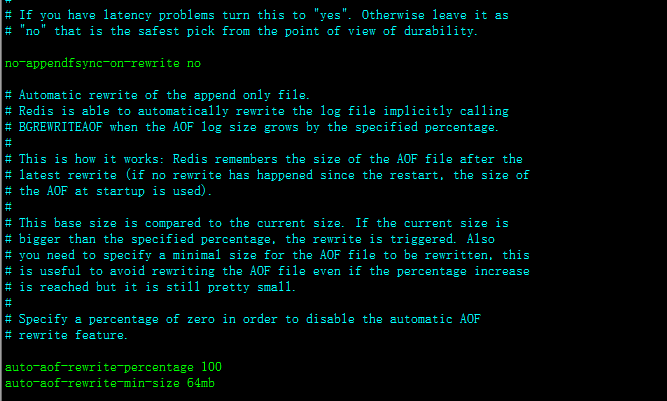 #
# If you have latency problems turn this to "yes". Otherwise leave it as
# "no" that is the safest pick from the point of view of durability.
no-appendfsync-on-rewrite no
# Automatic rewrite of the append only file.
# Redis is able to automatically rewrite the log file implicitly calling
# BGREWRITEAOF when the AOF log size grows by the specified percentage.
#
# This is how it works: Redis remembers the size of the AOF file after the
# latest rewrite (if no rewrite has happened since the restart, the size of
# the AOF at startup is used).
#
# This base size is compared to the current size. If the current size is
# bigger than the specified percentage, the rewrite is triggered. Also
# you need to specify a minimal size for the AOF file to be rewritten, this
# is useful to avoid rewriting the AOF file even if the percentage increase
# is reached but it is still pretty small.
#
# Specify a percentage of zero in order to disable the automatic AOF
# rewrite feature.
auto-aof-rewrite-percentage 100
auto-aof-rewrite-min-size 64mb